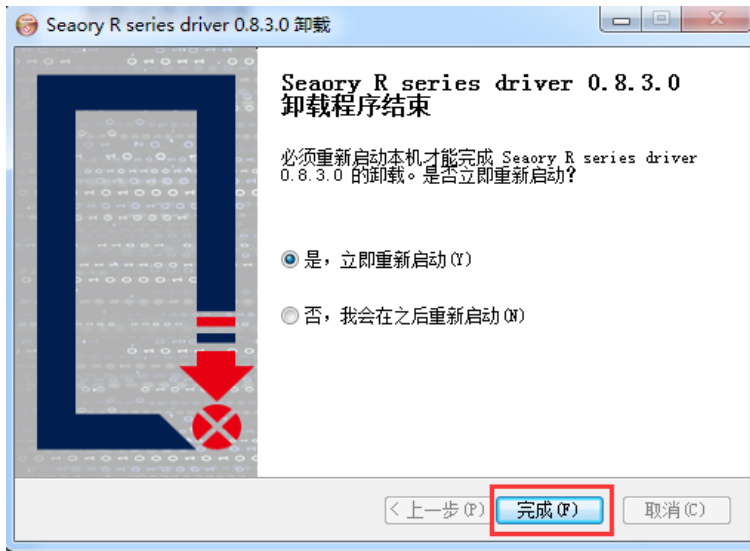 Seaory R series driver 0.8.3.0 卸载
Seaory R series driver 0.8.3.0
卸载程序结束
必须重新启动本机才能完成 Seaory R series driver
0.8.3.0 的卸载。是否立即重新启动?
是，立即重新启动(Y)
否，我会在之后重新启动(N)
< 上一步(P) 完成(F) 取消(C)